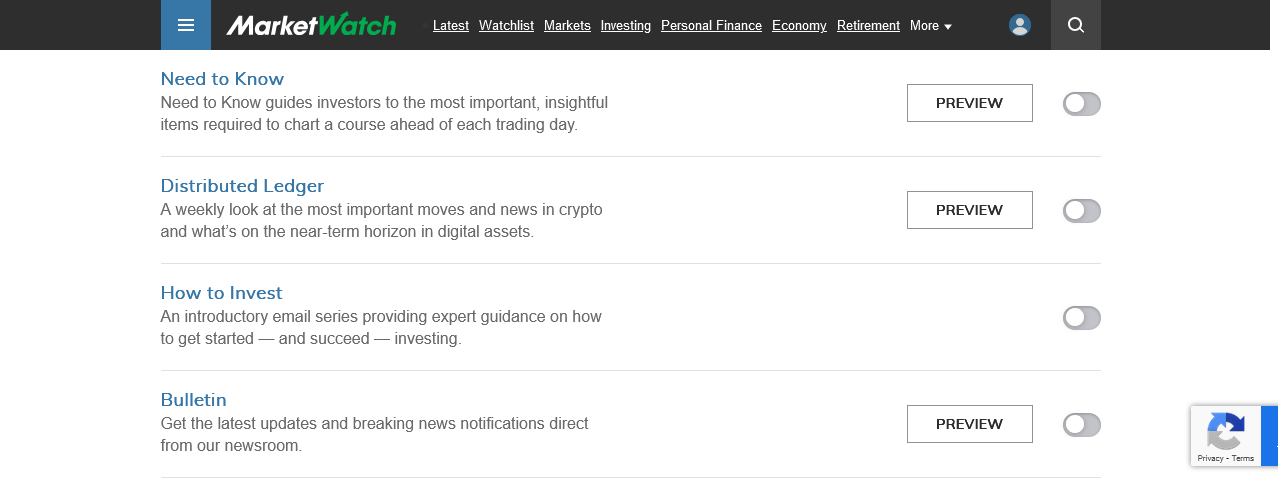 MarketWatch Latest Watchlist Markets Investing Personal Finance Economy Retirement More
Need to Know
Need to Know guides investors to the most important, insightful
items required to chart a course ahead of each trading day.
PREVIEW
Distributed Ledger
A weekly look at the most important moves and news in crypto
and what’s on the near-term horizon in digital assets.
PREVIEW
How to Invest
An introductory email series providing expert guidance on how
to get started — and succeed — investing.
Bulletin
Get the latest updates and breaking news notifications direct
from our newsroom.
PREVIEW
Privacy - Terms